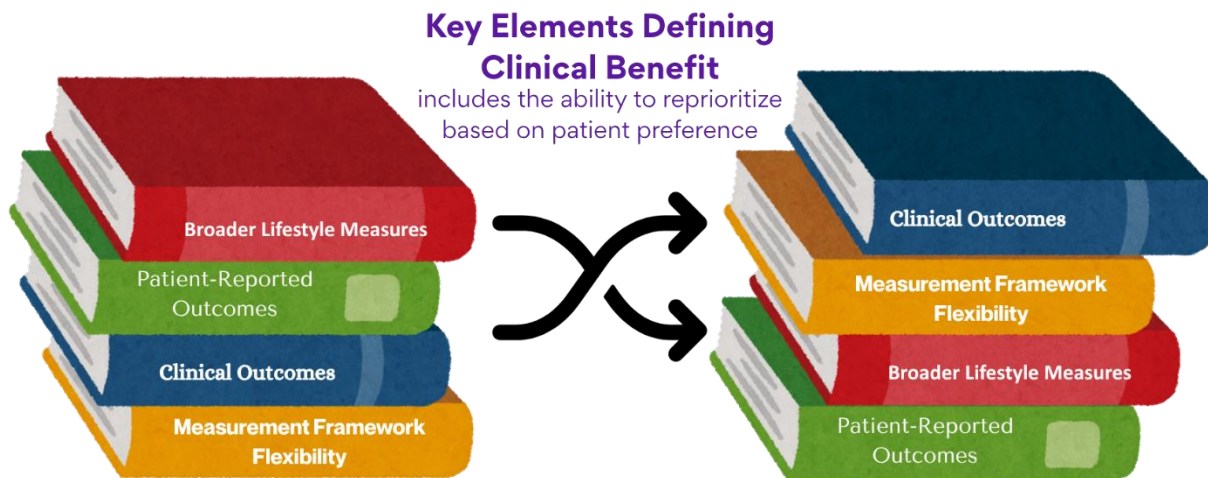 Key Elements Defining
Clinical Benefit
includes the ability to reprioritize
based on patient preference
Broader Lifestyle Measures
Patient-Reported
Outcomes
Clinical Outcomes
Measurement Framework
Flexibility
Clinical Outcomes
Measurement Framework
Flexibility
Broader Lifestyle Measures
Patient-Reported
Outcomes